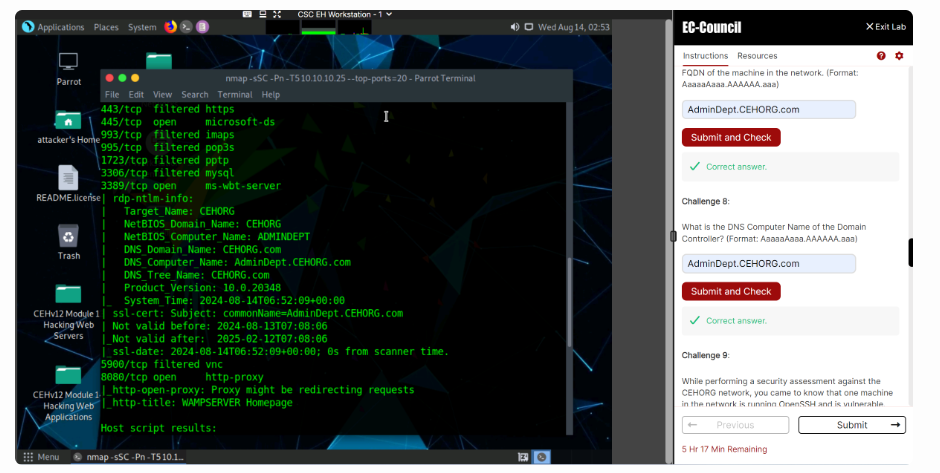 CSC EH Workstation - 1
Applications Places System
Wed Aug 14, 02:53
Parrot
attacker's Home
README.license
Trash
CEHv12 Module 1
Hacking Web
Servers
CEHv12 Module 1
Hacking Web
Applications
nmap -sSC -Pn -T5 10.10.10.25 --top-ports=20 - Parrot Terminal
File Edit View Search Terminal Help
443/tcp filtered https
445/tcp open microsoft-ds
993/tcp filtered imaps
995/tcp filtered pop3s
1723/tcp filtered pptp
3306/tcp filtered mysql
3389/tcp open ms-wbt-server
| rdp-ntlm-info:
| Target_Name: CEHORG
| NetBIOS_Domain_Name: CEHORG
| NetBIOS_Computer_Name: ADMINDEPT
| DNS_Domain_Name: CEHORG.com
| DNS_Computer_Name: AdminDept.CEHORG.com
| DNS_Tree_Name: CEHORG.com
| Product_Version: 10.0.20348
|_ System_Time: 2024-08-14T06:52:09+00:00
| ssl-cert: Subject: commonName=AdminDept.CEHORG.com
| Not valid before: 2024-08-13T07:08:06
|_Not valid after: 2025-02-12T07:08:06
|_ssl-date: 2024-08-14T06:52:09+00:00; 0s from scanner time.
5900/tcp filtered vnc
8080/tcp open http-proxy
|_http-open-proxy: Proxy might be redirecting requests
|_http-title: WAMPSERVER Homepage
Host script results:
Menu nmap -sSC -Pn -T5 10.1...
EC-Council
Exit Lab
Instructions Resources
FQDN of the machine in the network. (Format:
AaaaaAaaa.AAAAAA.aaa)
AdminDept.CEHORG.com
Submit and Check
Correct answer.
Challenge 8:
What is the DNS Computer Name of the Domain
Controller? (Format: AaaaaAaaa.AAAAAA.aaa)
AdminDept.CEHORG.com
Submit and Check
Correct answer.
Challenge 9:
While performing a security assessment against the
CEHORG network, you came to know that one machine
in the network is running OpenSSH and is vulnerable.
← Previous
Submit →
5 Hr 17 Min Remaining